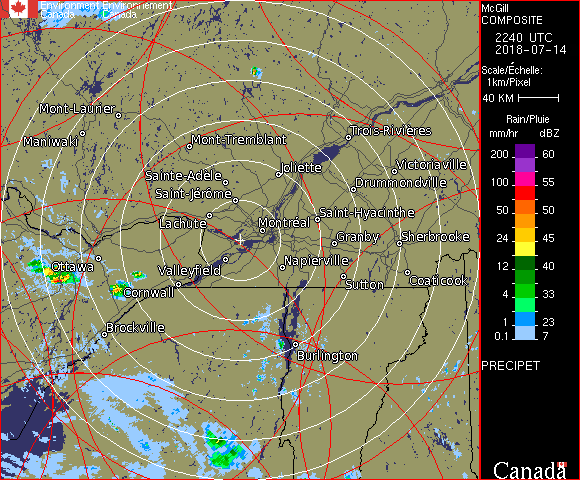 Environment Environnement
Canada Canada
McGill
COMPOSITE
2240 UTC
2018-07-14
Scale/Échelle:
1km/Pixel
40 KM
Rain/Pluie
mm/hr dBZ
200 60
100 55
50 50
24 45
12 40
4 33
1 23
0.1 7
PRECIPET
Canada
Mont-Laurier
Trois-Rivières
Maniwaki
Mont-Tremblant
Joliette
Victoriaville
Sainte-Adèle
Drummondville
Saint-Jérôme
Saint-Hyacinthe
Lachute
Montréal
Granby
Sherbrooke
Ottawa
Valleyfield
Napierville
Sutton
Coaticook
Cornwall
Brockville
Burlington